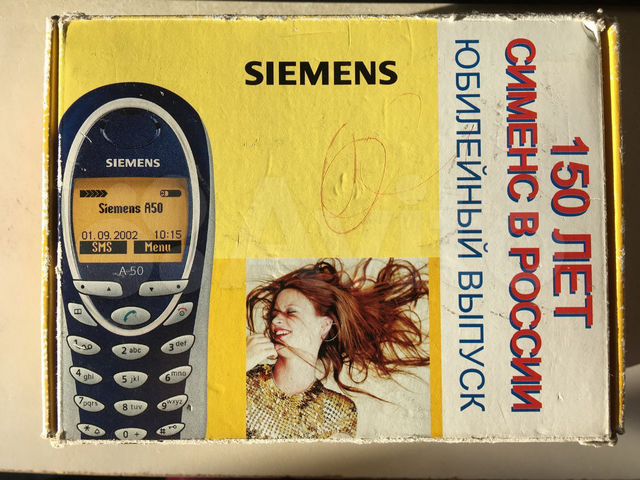 SIEMENS
SIEMENS
Siemens A50
01.09.2002 10:15
SMS Menu
A50
1
2 abc 3 def
4 ghi 5 jkl 6 mno
7 pqrs 8 tuv 9 wxyz
* 0 + #
150 ЛЕТ
СИМЕНС В РОССИИ
ЮБИЛЕЙНЫЙ ВЫПУСК